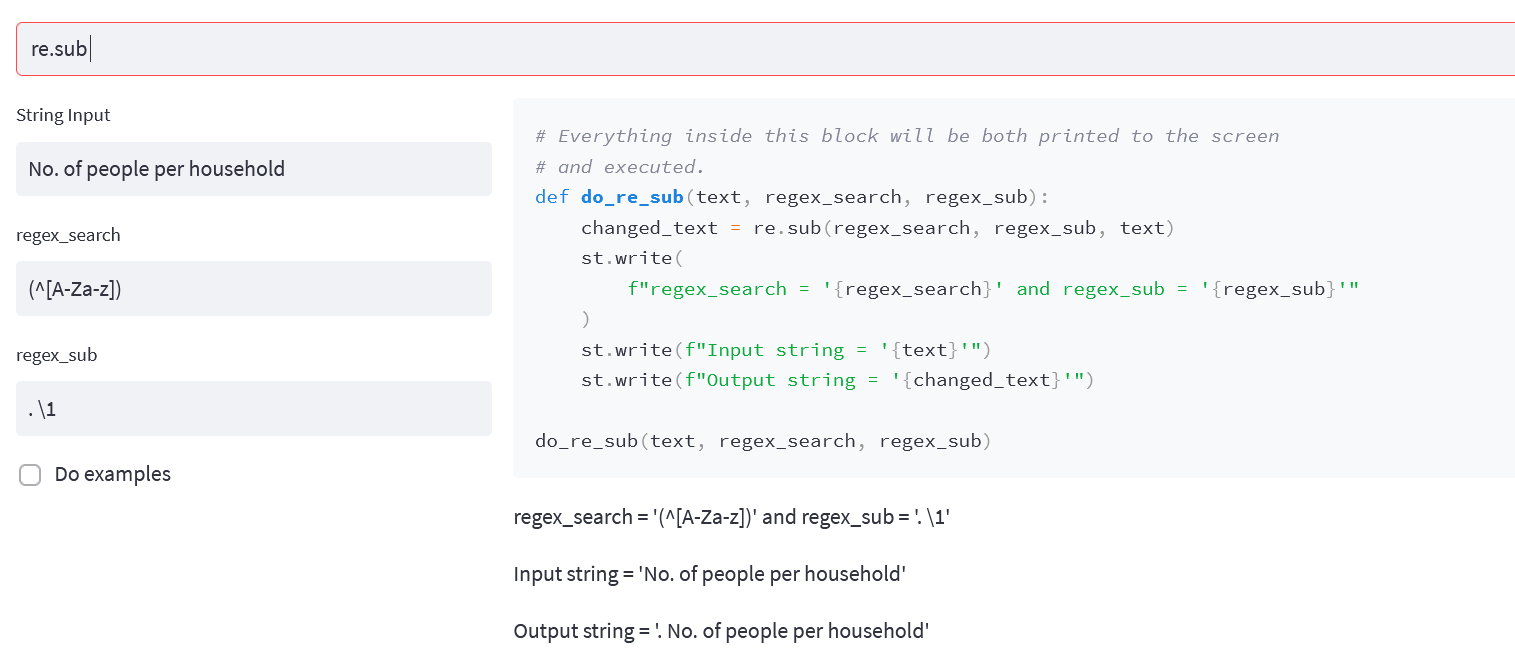 re.sub
String Input
No. of people per household
regex_search
(^[A-Za-z])
regex_sub
. \1
Do examples
# Everything inside this block will be both printed to the screen
# and executed.
def do_re_sub(text, regex_search, regex_sub):
    changed_text = re.sub(regex_search, regex_sub, text)
    st.write(
        f"regex_search = '{regex_search}' and regex_sub = '{regex_sub}'"
    )
    st.write(f"Input string = '{text}'")
    st.write(f"Output string = '{changed_text}'")
do_re_sub(text, regex_search, regex_sub)
regex_search = '(^[A-Za-z])' and regex_sub = '. \1'
Input string = 'No. of people per household'
Output string = '. No. of people per household'